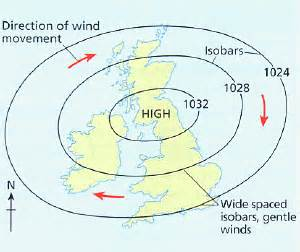 Direction of wind
movement
Isobars
1024
1028
1032
HIGH
N
Wide spaced
isobars, gentle
winds